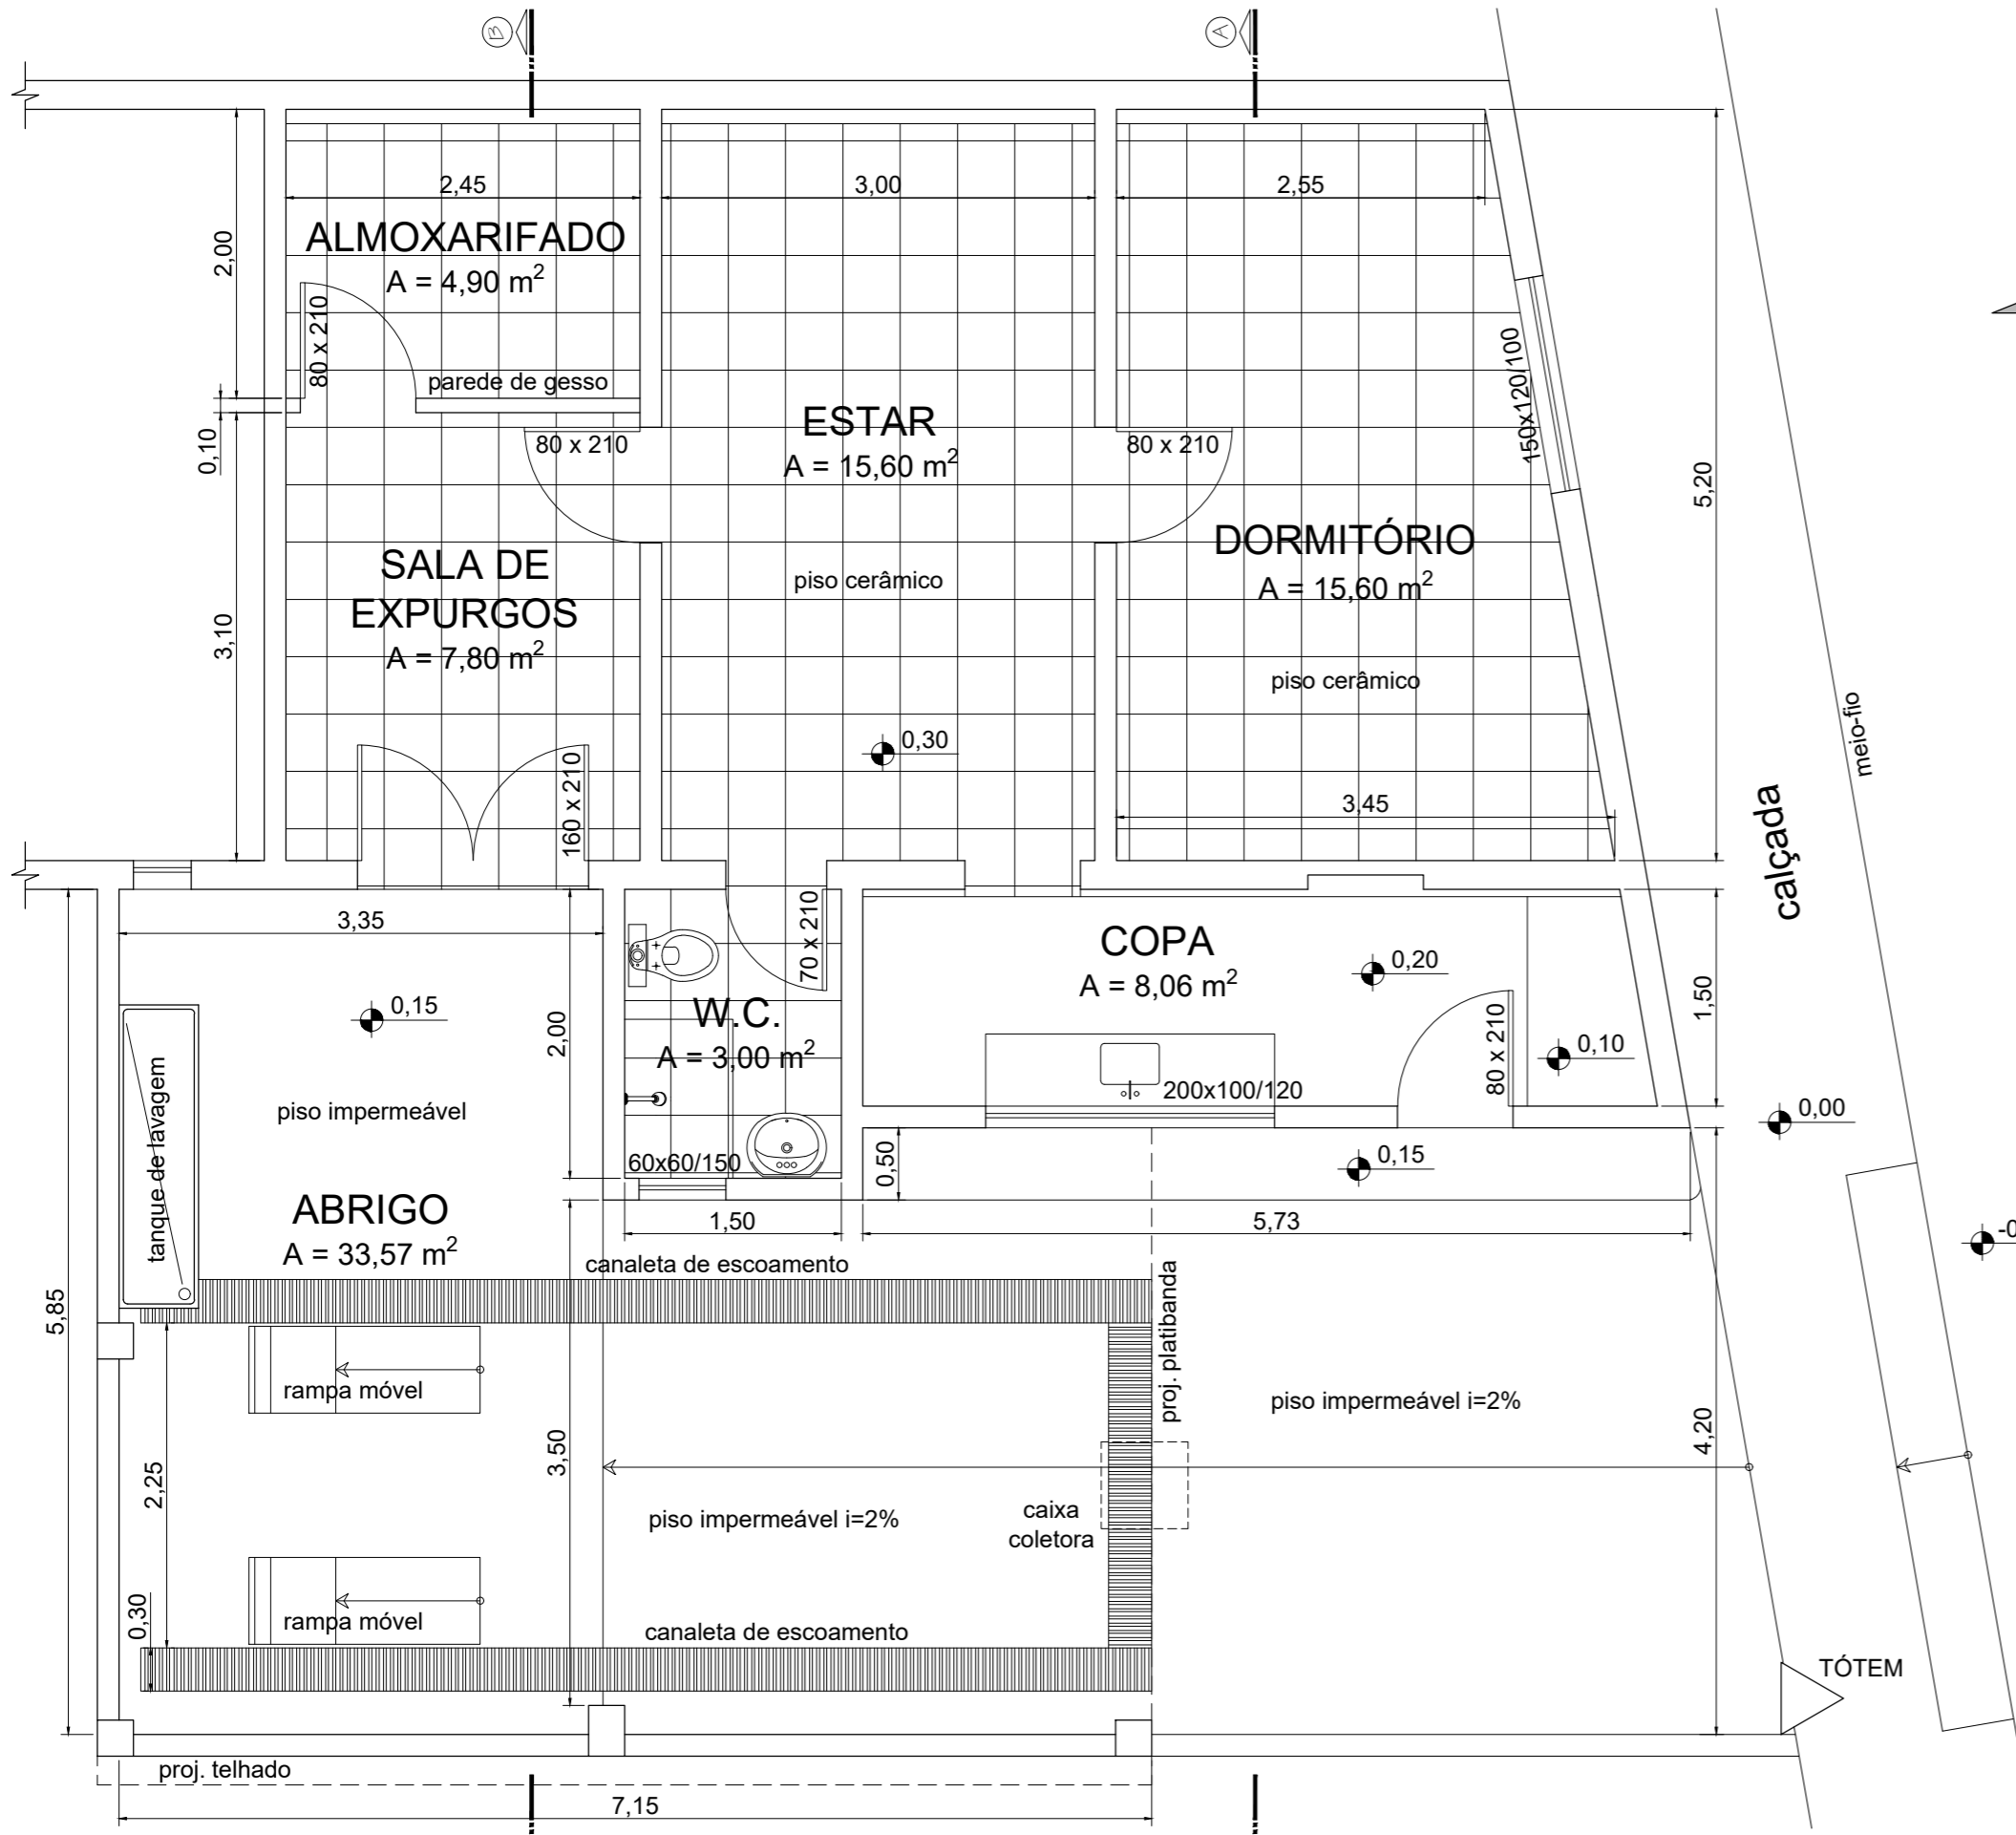 B
A
2,45
3,00
2,55
ALMOXARIFADO
A = 4,90 m²
2,00
80 x 210
parede de gesso
0,10
80 x 210
ESTAR
A = 15,60 m²
80 x 210
150x120/100
5,20
SALA DE
EXPURGOS
A = 7,80 m²
3,10
piso cerâmico
DORMITÓRIO
A = 15,60 m²
piso cerâmico
0,30
160 x 210
3,45
meio-fio
calçada
3,35
0,15
2,00
70 x 210
W.C.
A = 3,00 m²
COPA
A = 8,06 m²
0,20
80 x 210
0,10
1,50
0,00
200x100/120
tanque de lavagem
piso impermeável
60x60/150
0,50
0,15
ABRIGO
A = 33,57 m²
1,50
5,73
-0
canaleta de escoamento
proj. platibanda
5,85
rampa móvel
piso impermeável i=2%
4,20
3,50
2,25
piso impermeável i=2%
caixa
coletora
0,30
rampa móvel
canaleta de escoamento
TÓTEM
proj. telhado
7,15